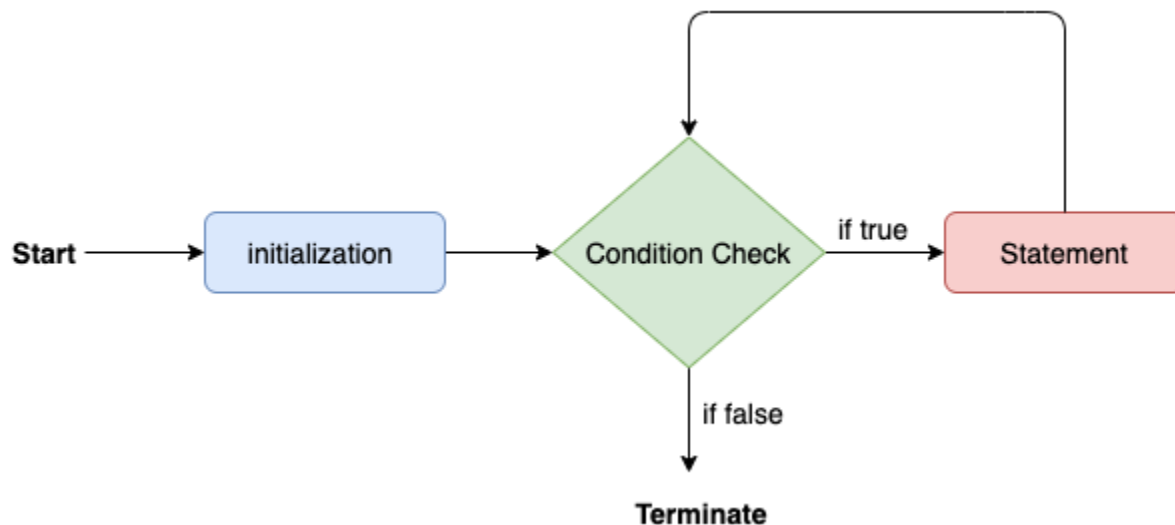 Start
initialization
Condition Check
if true
Statement
if false
Terminate